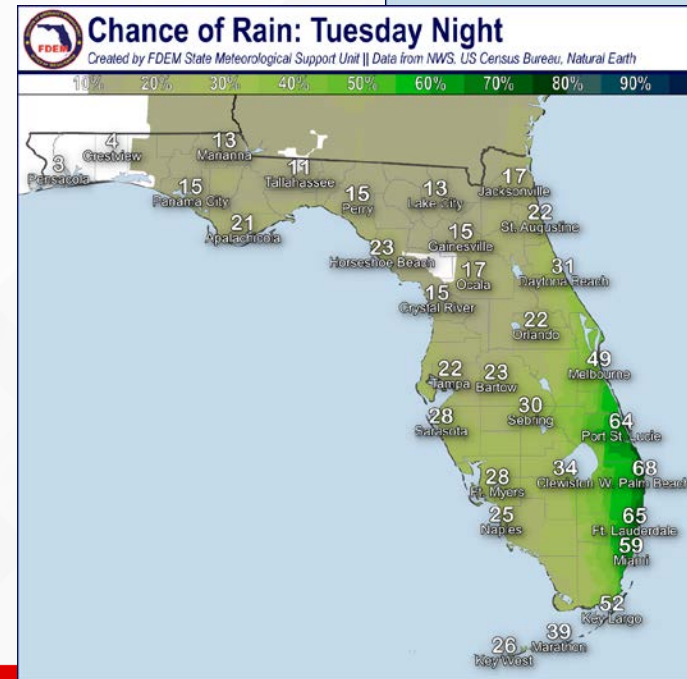 FDEM
Chance of Rain: Tuesday Night
Created by FDEM State Meteorological Support Unit || Data from NWS, US Census Bureau, Natural Earth
10% 20% 30% 40% 50% 60% 70% 80% 90%
3
Pensacola
4
Crestview
13
Marianna
11
Tallahassee
15
Panama City
21
Apalachicola
15
Perry
13
Lake City
17
Jacksonville
22
St. Augustine
15
Gainesville
23
Horseshoe Beach
17
Ocala
31
Daytona Beach
15
Crystal River
22
Orlando
49
Melbourne
22
Tampa
23
Bartow
30
Sebring
28
Sarasota
64
Port St. Lucie
34
Clewiston
68
W. Palm Beach
28
Ft. Myers
25
Naples
65
Ft. Lauderdale
59
Miami
52
Key Largo
39
Marathon
26
Key West